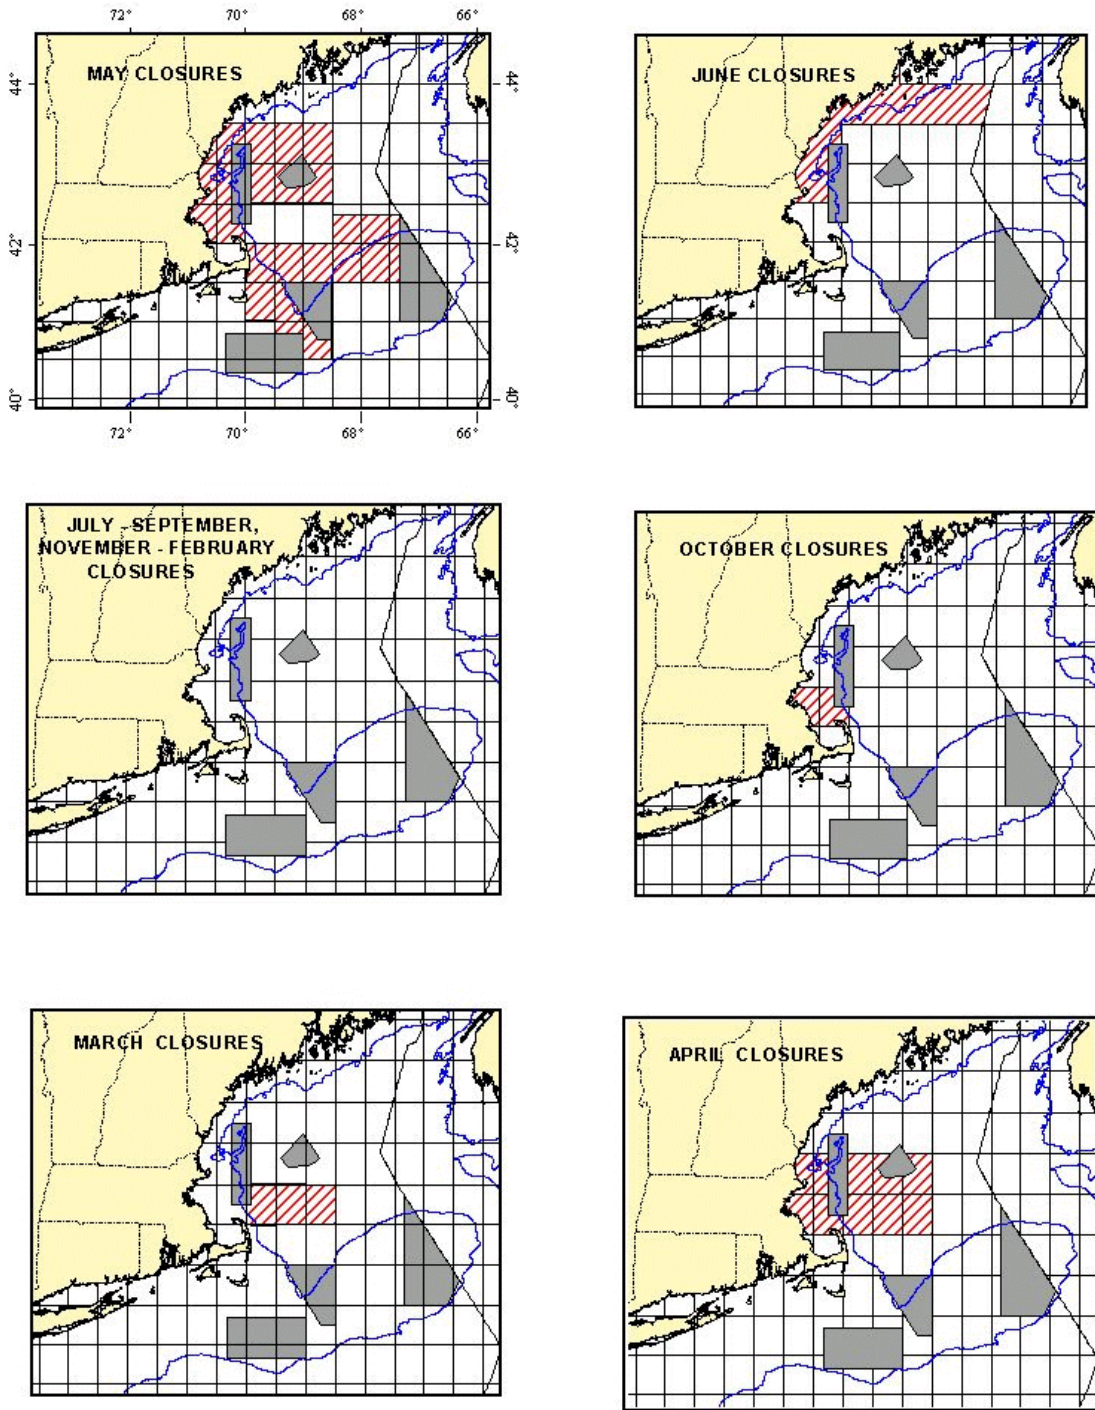 72° 70° 68° 66°
MAY CLOSURES
44° 44°
42° 42°
40° 40°
72° 70° 68° 66°
JUNE CLOSURES
JULY - SEPTEMBER,
NOVEMBER - FEBRUARY
CLOSURES
OCTOBER CLOSURES
MARCH CLOSURES
APRIL CLOSURES